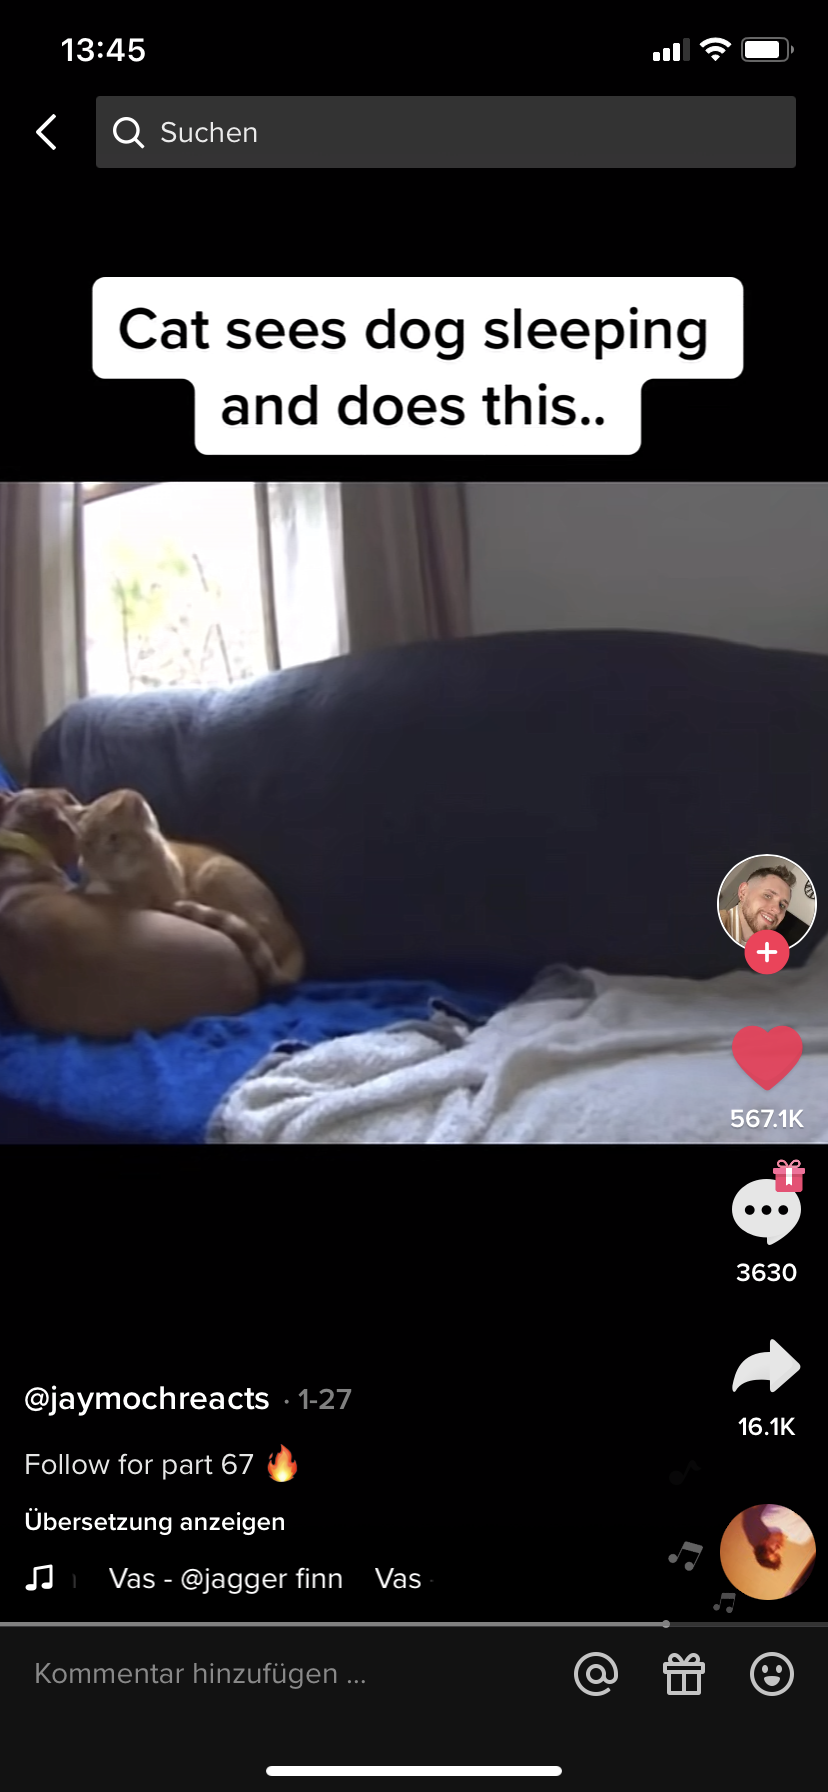 13:45
Suchen
Cat sees dog sleeping
and does this..
567.1K
3630
@jaymochreacts · 1-27
16.1K
Follow for part 67 🔥
Übersetzung anzeigen
Vas - @jagger finn Vas
Kommentar hinzufügen ...